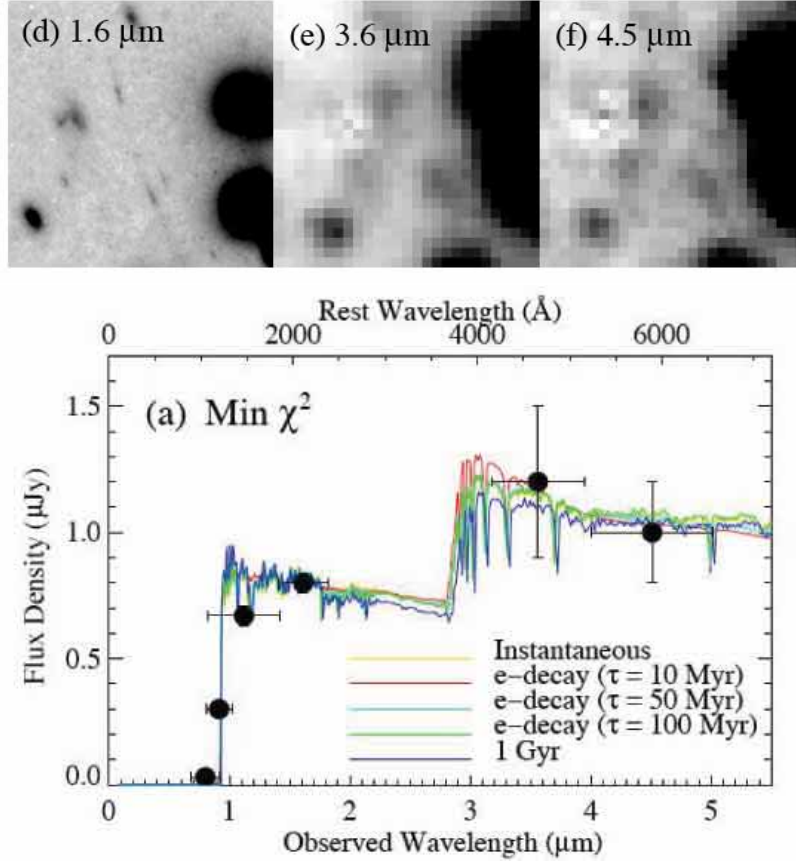 (d) 1.6 μm
(e) 3.6 μm
(f) 4.5 μm
Rest Wavelength (Å)
0 2000 4000 6000
(a) Min χ²
1.5
1.0
0.5
0.0
Flux Density (μJy)
Instantaneous
e-decay (τ = 10 Myr)
e-decay (τ = 50 Myr)
e-decay (τ = 100 Myr)
1 Gyr
0 1 2 3 4 5
Observed Wavelength (μm)